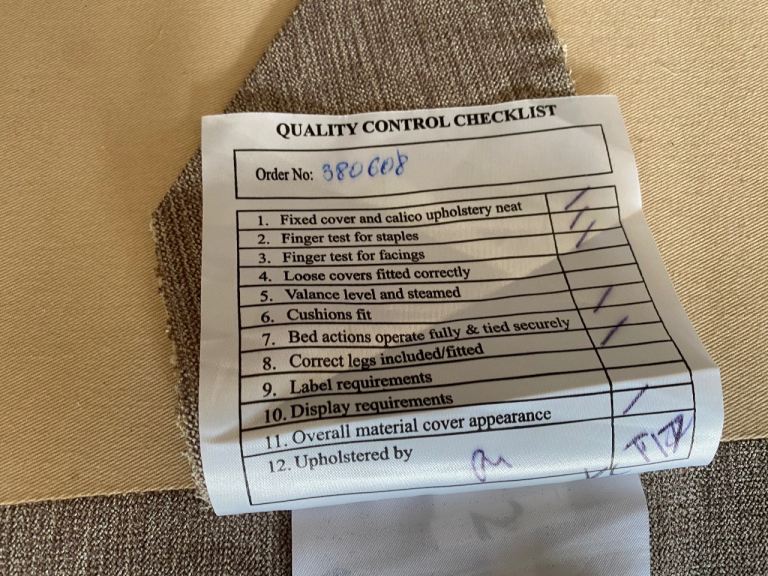 QUALITY CONTROL CHECKLIST
Order No: 380608
1. Fixed cover and calico upholstery neat
2. Finger test for staples
3. Finger test for facings
4. Loose covers fitted correctly
5. Valance level and steamed
6. Cushions fit
7. Bed actions operate fully & tied securely
8. Correct legs included/fitted
9. Label requirements
10. Display requirements
11. Overall material cover appearance
12. Upholstered by